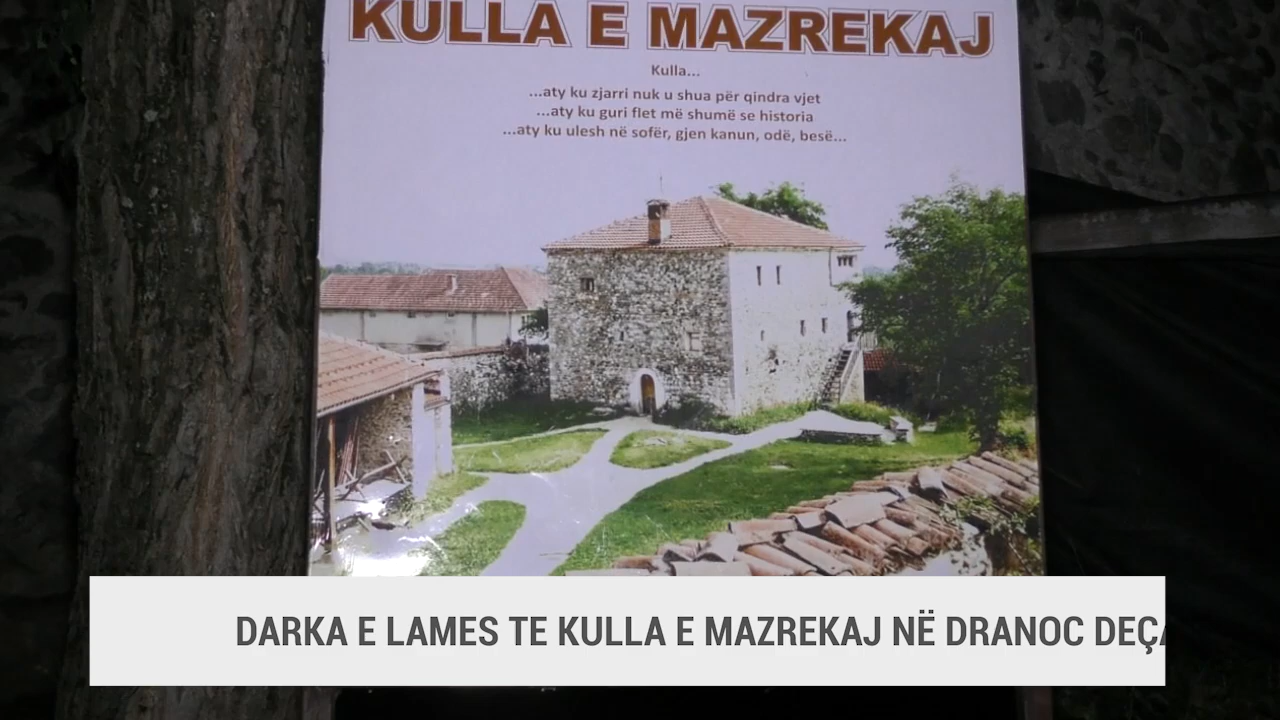 KULLA E MAZREKAJ
Kulla...
...aty ku zjarri nuk u shua për qindra vjet
...aty ku guri flet më shumë se historia
...aty ku ulesh në sofër, gjen kanun, odë, besë...
DARKA E LAMES TE KULLA E MAZREKAJ NË DRANOC